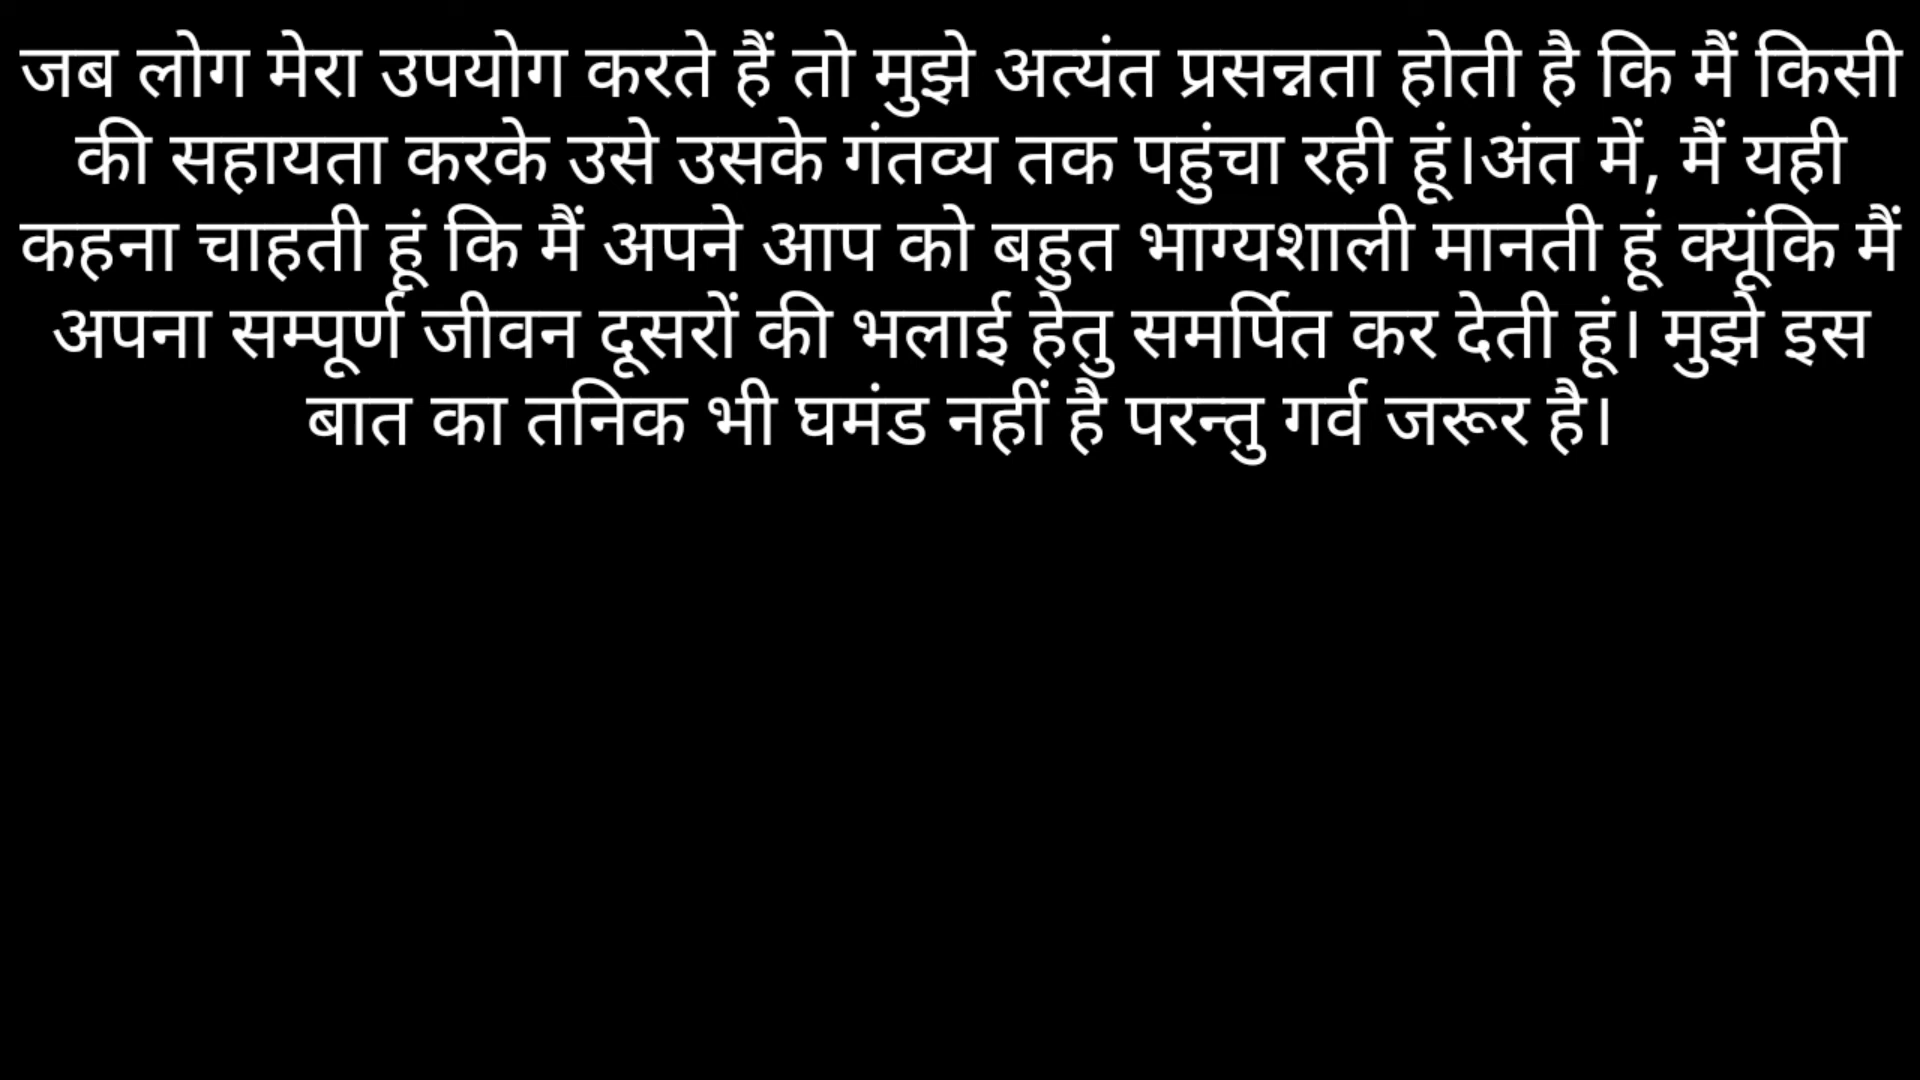 जब लोग मेरा उपयोग करते हैं तो मुझे अत्यंत प्रसन्नता होती है कि मैं किसी
की सहायता करके उसे उसके गंतव्य तक पहुंचा रही हूं।अंत में, मैं यही
कहना चाहती हूं कि मैं अपने आप को बहुत भाग्यशाली मानती हूं क्यूंकि मैं
अपना सम्पूर्ण जीवन दूसरों की भलाई हेतु समर्पित कर देती हूं। मुझे इस
बात का तनिक भी घमंड नहीं है परन्तु गर्व जरूर है।